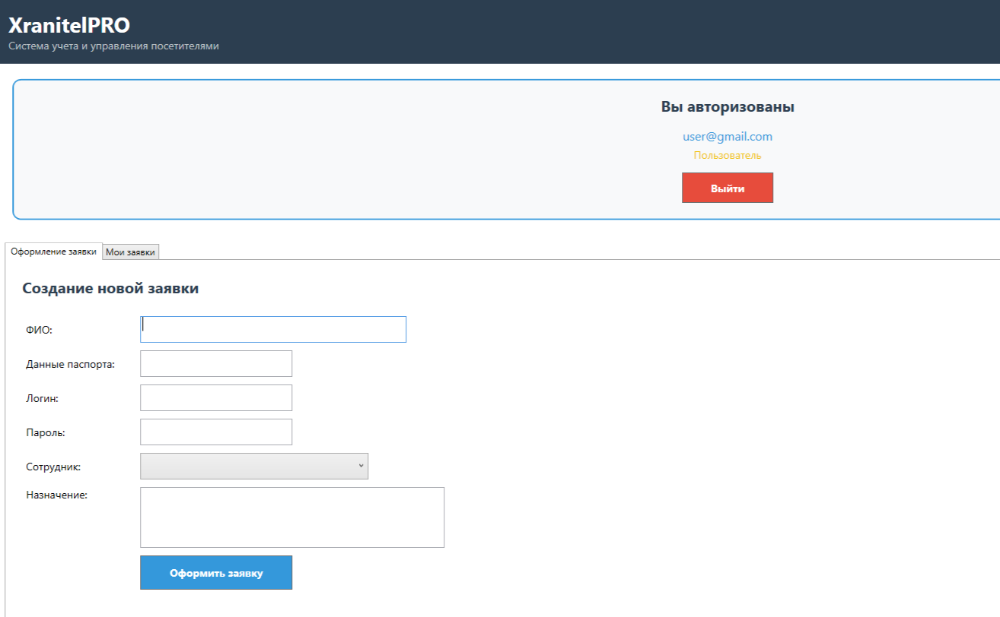 XranitelPRO
Система учета и управления посетителями
Вы авторизованы
user@gmail.com
Пользователь
Выйти
Оформление заявки Мои заявки
Создание новой заявки
ФИО:
Данные паспорта:
Логин:
Пароль:
Сотрудник:
Назначение:
Оформить заявку